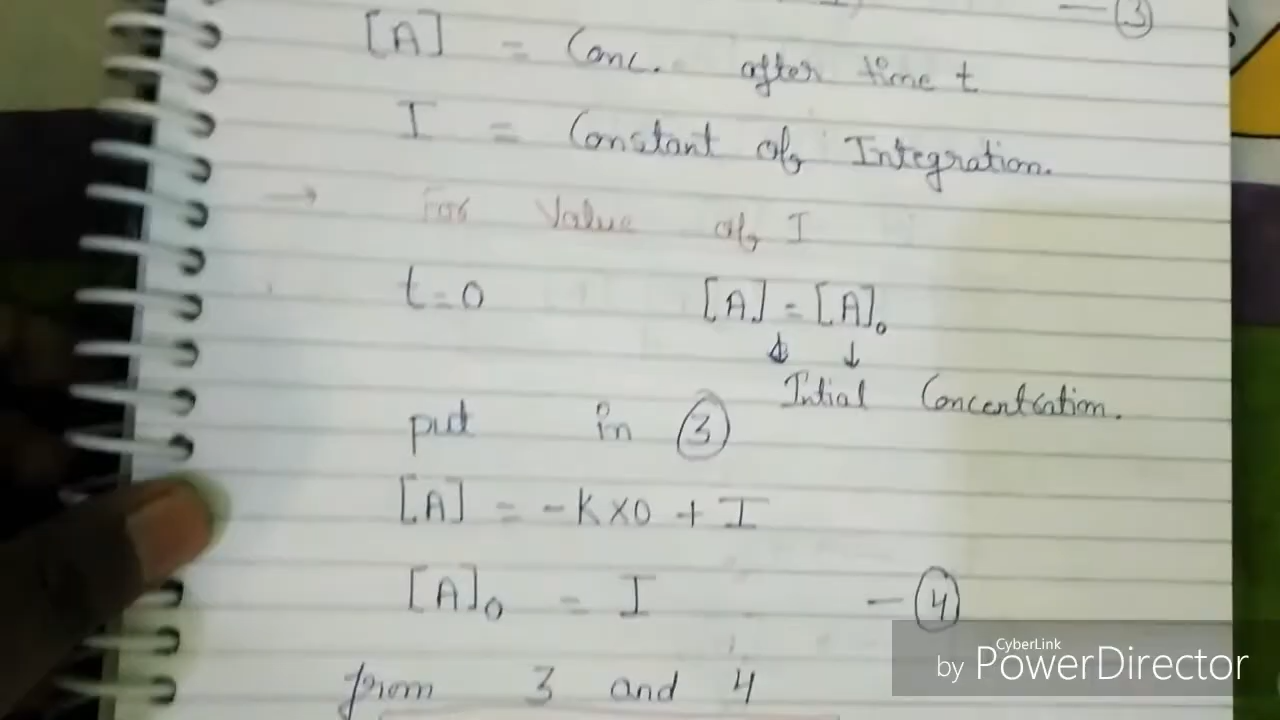 — ③
[A] = Conc. after time t
I = Constant of Integration.
→ For Value of I
t=0 [A] = [A]₀
↓ ↓
Intial Concentration.
put in ③
[A] = -K×0 + I
[A]₀ = I — ④
from 3 and 4
CyberLink
by PowerDirector